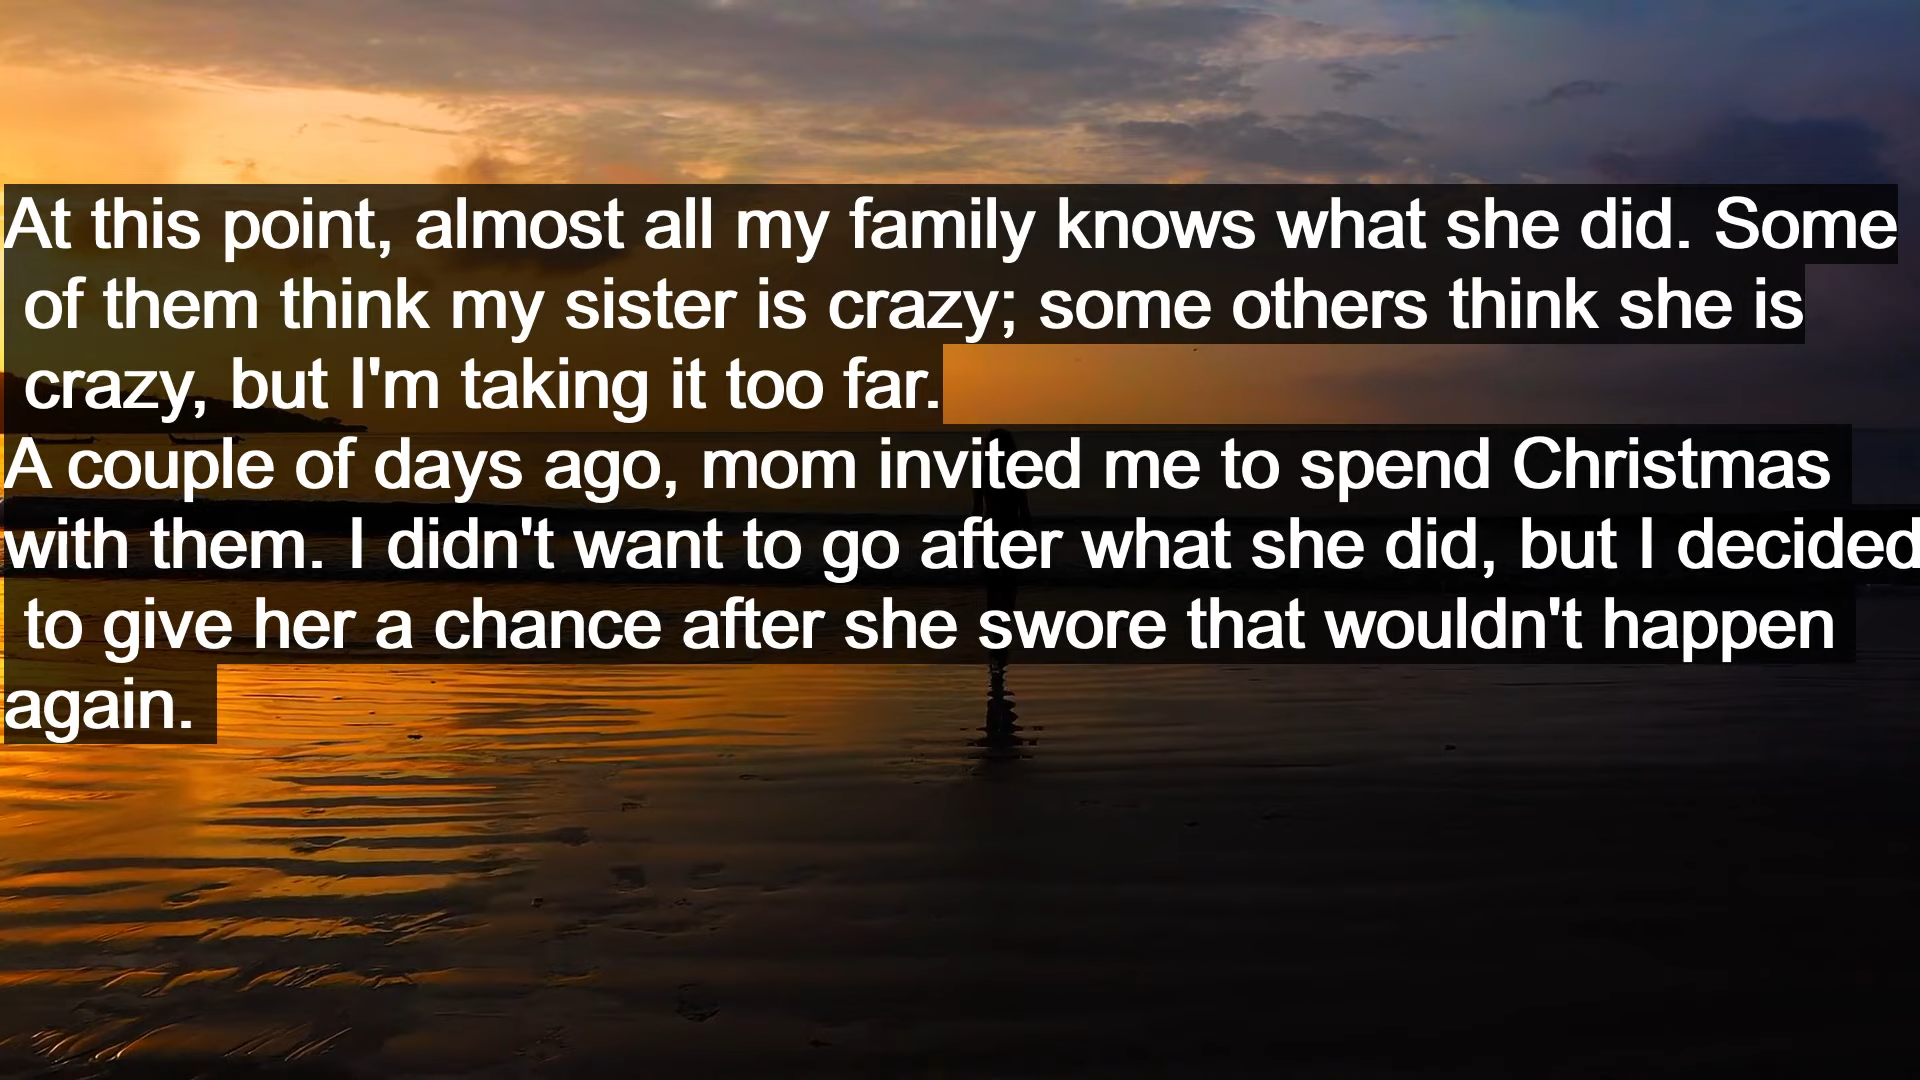 At this point, almost all my family knows what she did. Some
of them think my sister is crazy; some others think she is
crazy, but I'm taking it too far.
A couple of days ago, mom invited me to spend Christmas
with them. I didn't want to go after what she did, but I decided
to give her a chance after she swore that wouldn't happen
again.